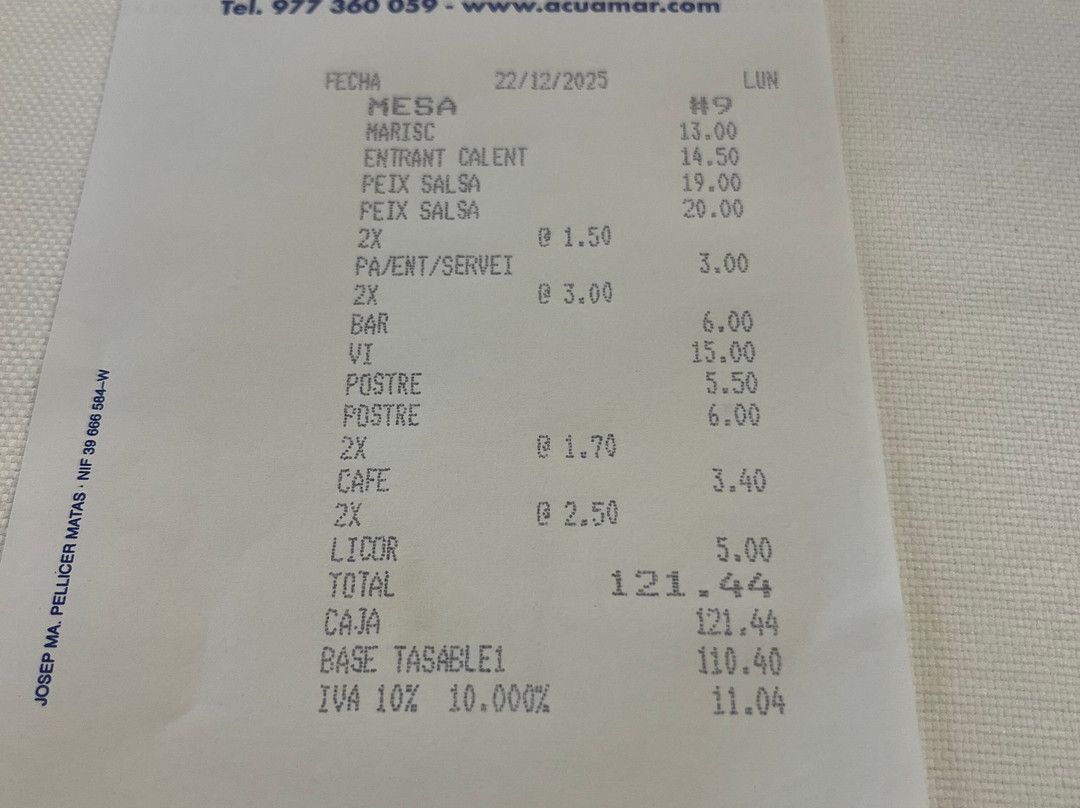 Tel. 977 360 059 - www.acuamar.com
FECHA 22/12/2025 LUN
MESA #9
MARISC 13.00
ENTRANT CALENT 14.50
PEIX SALSA 19.00
PEIX SALSA 20.00
2X @ 1.50
PA/ENT/SERVEI 3.00
2X @ 3.00
BAR 6.00
VI 15.00
POSTRE 5.50
POSTRE 6.00
2X @ 1.70
CAFE 3.40
2X @ 2.50
LICOR 5.00
TOTAL 121.44
CAJA 121.44
BASE TASABLE1 110.40
IVA 10% 10.000% 11.04
JOSEP MA. PELLICER MATAS · NIF 39 666 584-W